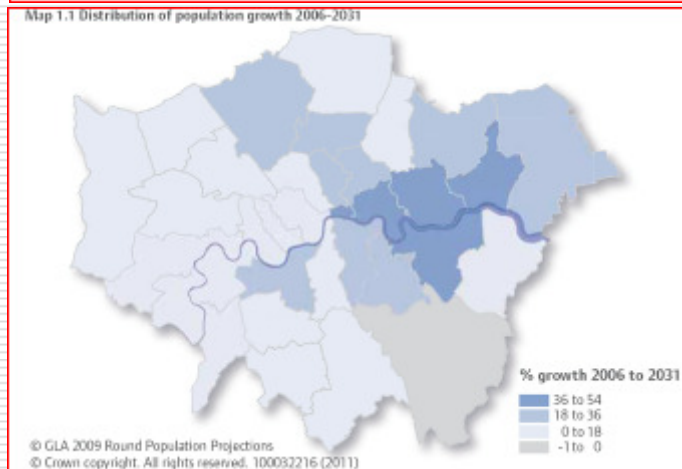 Map 1.1 Distribution of population growth 2006-2031
% growth 2006 to 2031
36 to 54
18 to 36
0 to 18
-1 to 0
© GLA 2009 Round Population Projections
© Crown copyright. All rights reserved. 100032216 (2011)